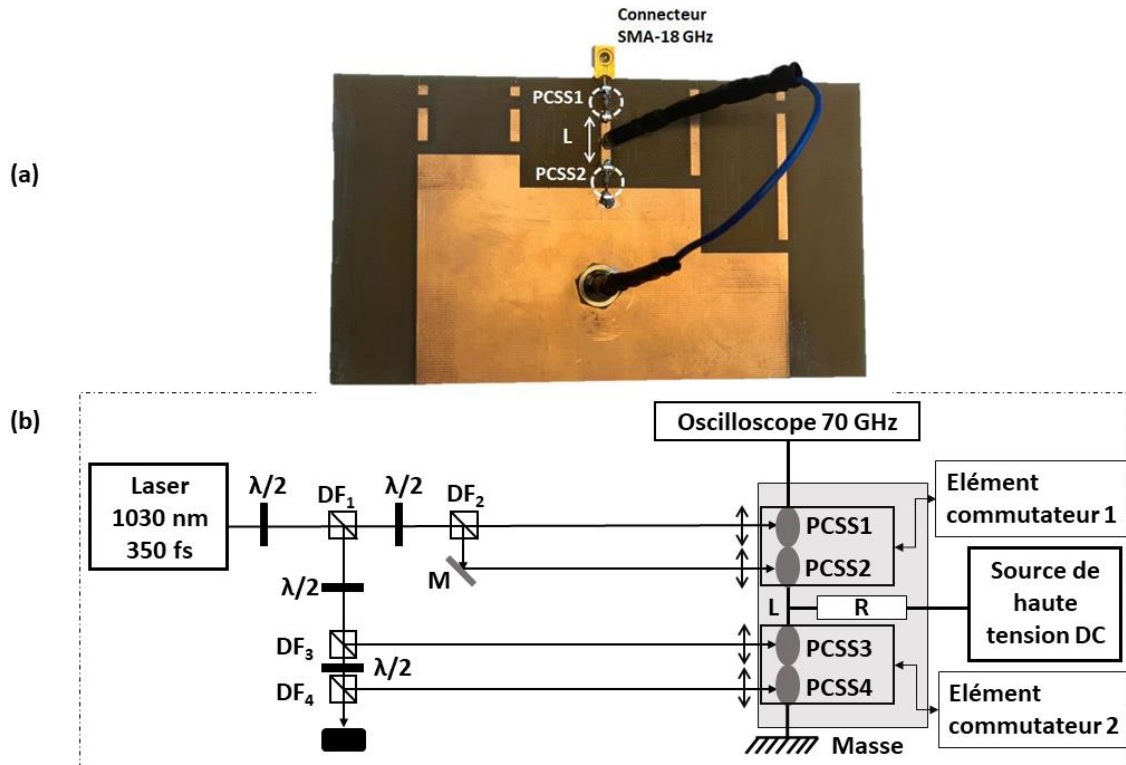 (a)
Connecteur
SMA-18 GHz
PCSS1
L
PCSS2
(b)
Oscilloscope 70 GHz
Laser
1030 nm
350 fs
λ/2
DF₁
λ/2
DF₂
M
λ/2
DF₃
λ/2
DF₄
PCSS1
PCSS2
L
R
PCSS3
PCSS4
Masse
Elément
commutateur 1
Source de
haute
tension DC
Elément
commutateur 2